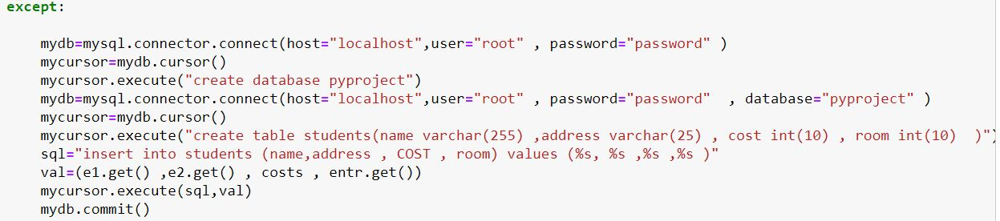 except:
mydb=mysql.connector.connect(host="localhost",user="root" , password="password" )
mycursor=mydb.cursor()
mycursor.execute("create database pyproject")
mydb=mysql.connector.connect(host="localhost",user="root" , password="password"  , database="pyproject" )
mycursor=mydb.cursor()
mycursor.execute("create table students(name varchar(255) ,address varchar(25) , cost int(10) , room int(10)  )")
sql="insert into students (name,address , COST , room) values (%s, %s ,%s ,%s )"
val=(e1.get() ,e2.get() , costs , entr.get())
mycursor.execute(sql,val)
mydb.commit()